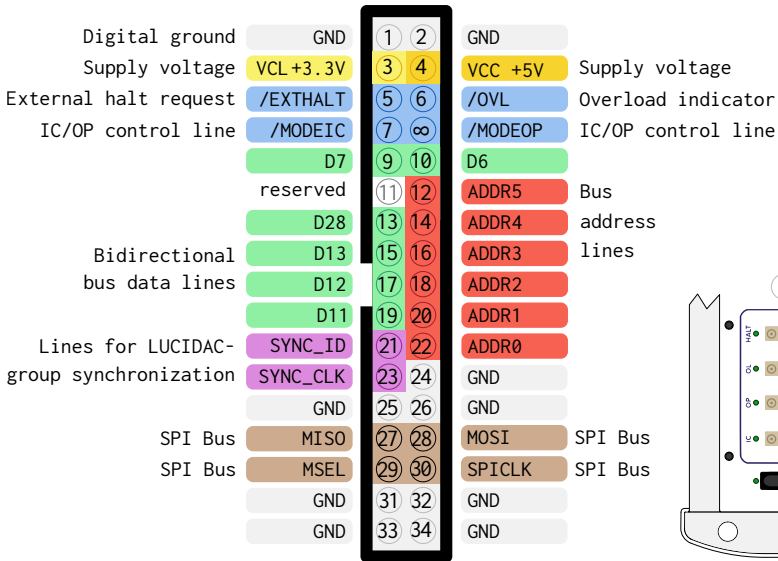 Digital ground GND 1 2 GND
Supply voltage VCL +3.3V 3 4 VCC +5V Supply voltage
External halt request /EXTHALT 5 6 /OVL Overload indicator
IC/OP control line /MODEIC 7 ∞ /MODEOP IC/OP control line
D7 9 10 D6
reserved 11 12 ADDR5 Bus
D28 13 14 ADDR4 address
Bidirectional D13 15 16 ADDR3 lines
bus data lines D12 17 18 ADDR2
D11 19 20 ADDR1
Lines for LUCIDAC- SYNC_ID 21 22 ADDR0
group synchronization SYNC_CLK 23 24 GND
GND 25 26 GND
SPI Bus MISO 27 28 MOSI SPI Bus
SPI Bus MSEL 29 30 SPICLK SPI Bus
GND 31 32 GND
GND 33 34 GND
HALT
OL
OP
IC